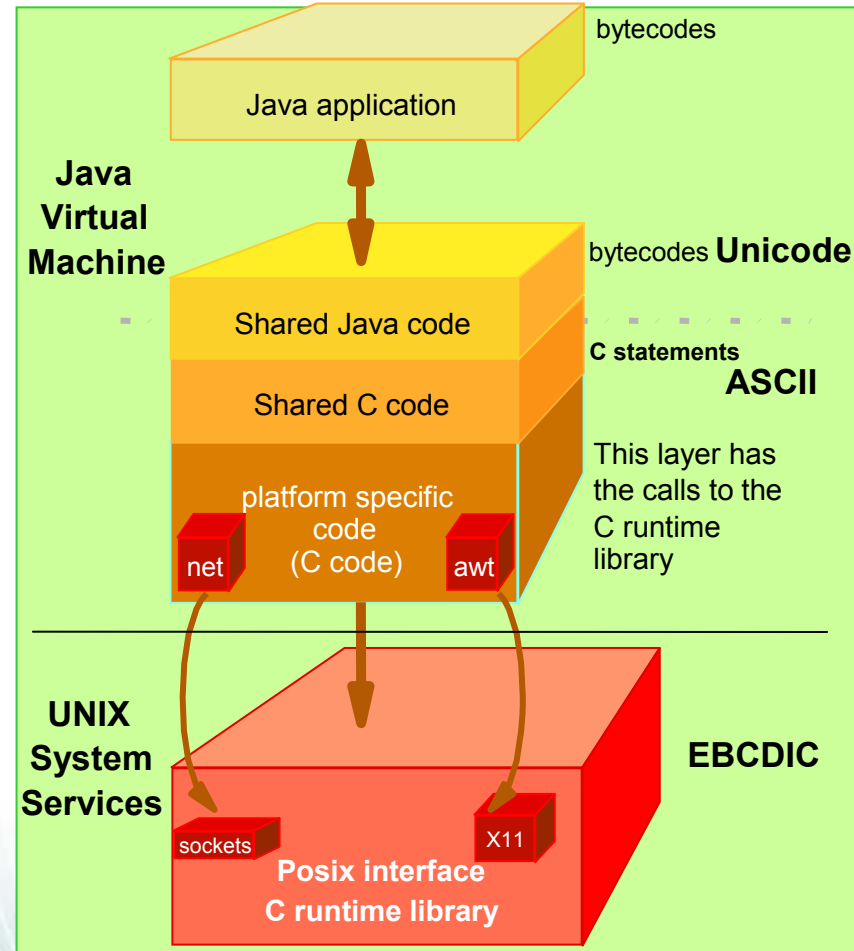 bytecodes
Java application
Java
Virtual
Machine
bytecodes Unicode
Shared Java code
C statements
ASCII
Shared C code
This layer has
the calls to the
C runtime
library
platform specific
code
(C code)
net
awt
UNIX
System
Services
EBCDIC
sockets
X11
Posix interface
C runtime library